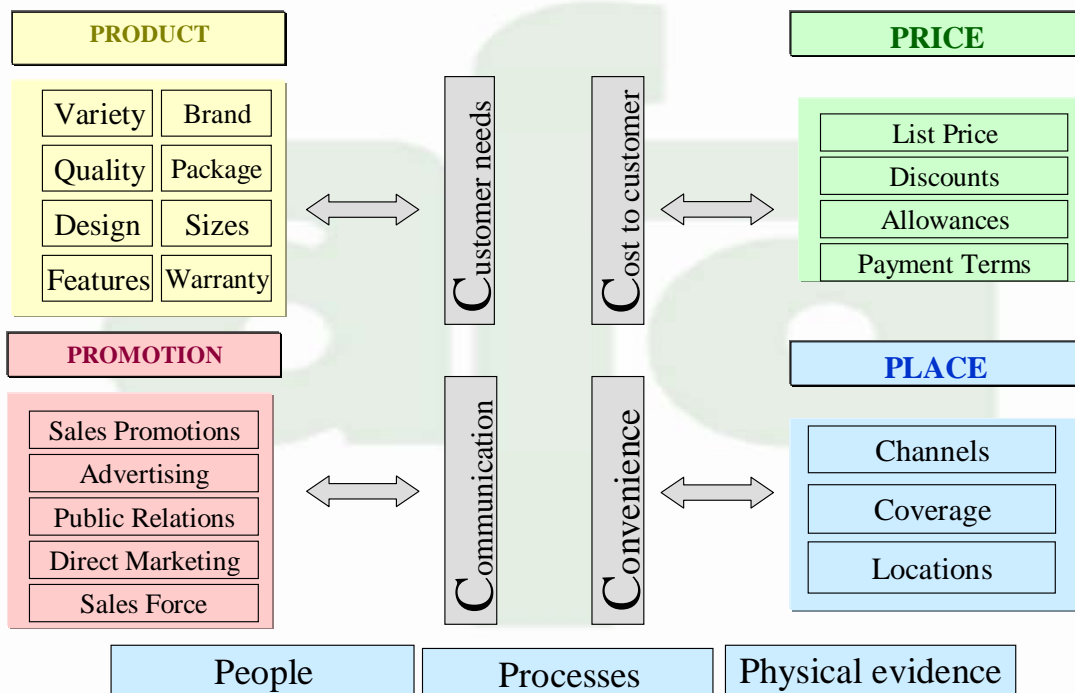 PRODUCT
Variety
Brand
Quality
Package
Design
Sizes
Features
Warranty
Customer needs
Cost to customer
PRICE
List Price
Discounts
Allowances
Payment Terms
PROMOTION
Sales Promotions
Advertising
Public Relations
Direct Marketing
Sales Force
Communication
Convenience
PLACE
Channels
Coverage
Locations
People
Processes
Physical evidence